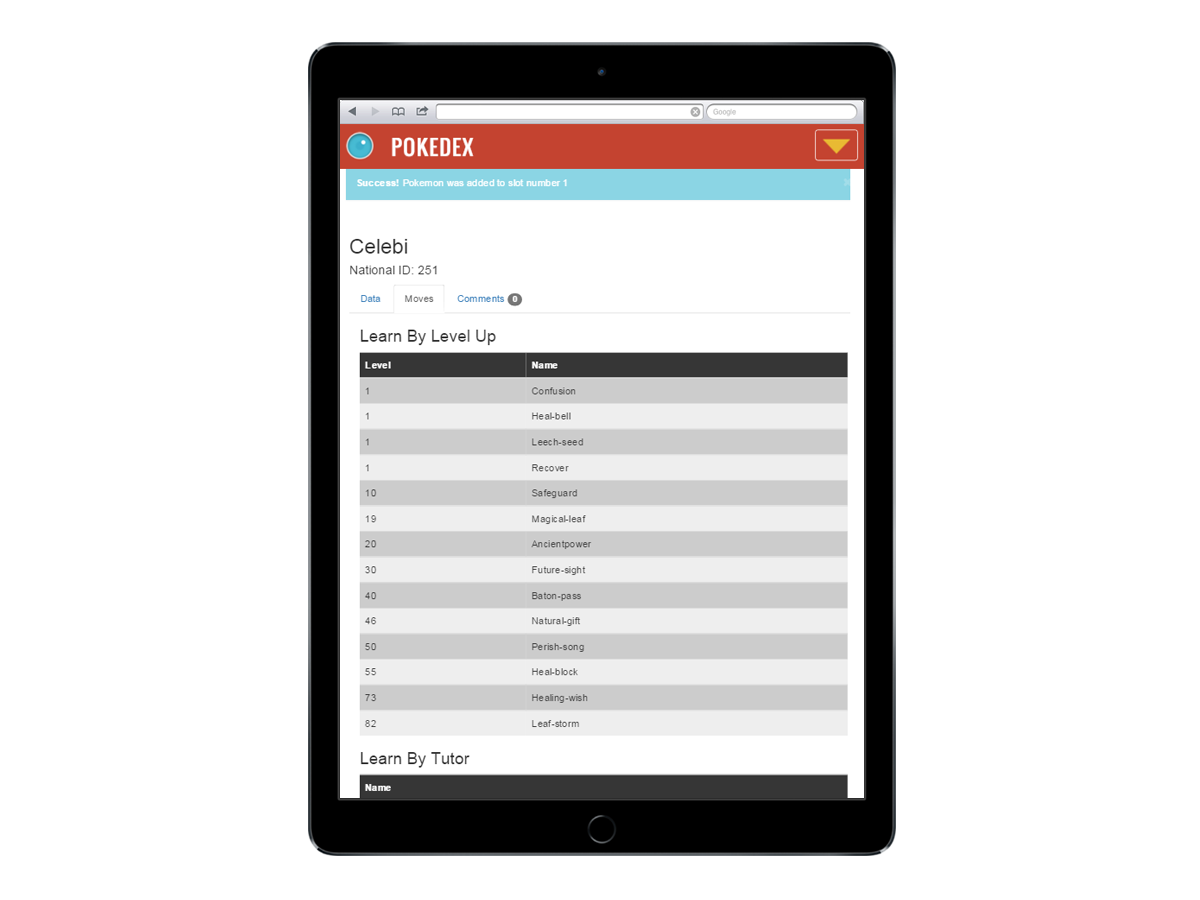 Google
POKEDEX
Success! Pokemon was added to slot number 1
Celebi
National ID: 251
Data Moves Comments 0
Learn By Level Up
Level Name
1 Confusion
1 Heal-bell
1 Leech-seed
1 Recover
10 Safeguard
19 Magical-leaf
20 Ancientpower
30 Future-sight
40 Baton-pass
46 Natural-gift
50 Perish-song
55 Heal-block
73 Healing-wish
82 Leaf-storm
Learn By Tutor
Name